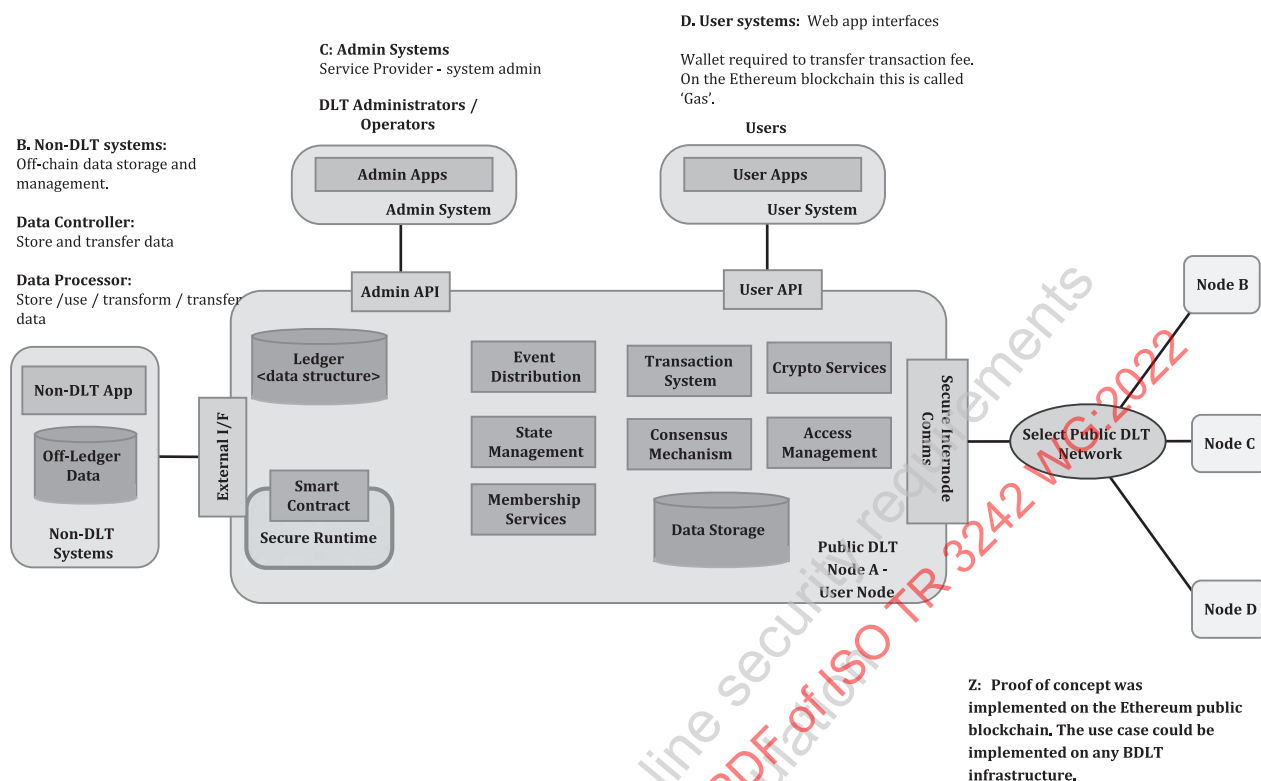 D. User systems: Web app interfaces
Wallet required to transfer transaction fee.
On the Ethereum blockchain this is called
‘Gas’.
C: Admin Systems
Service Provider - system admin
DLT Administrators /
Operators
Users
B. Non-DLT systems:
Off-chain data storage and
management.
Data Controller:
Store and transfer data
Data Processor:
Store /use / transform / transfer
data
Admin Apps
Admin System
User Apps
User System
Admin API
User API
Non-DLT App
Off-Ledger
Data
Non-DLT
Systems
External I/F
Ledger
<data structure>
Smart
Contract
Secure Runtime
Event
Distribution
State
Management
Membership
Services
Transaction
System
Consensus
Mechanism
Crypto Services
Access
Management
Data Storage
Public DLT
Node A -
User Node
Secure Internode
Comms
Select Public DLT
Network
Node B
Node C
Node D
Z: Proof of concept was
implemented on the Ethereum public
blockchain. The use case could be
implemented on any BDLT
infrastructure.
line security requirements
PDF of ISO TR 3242 WG:2022